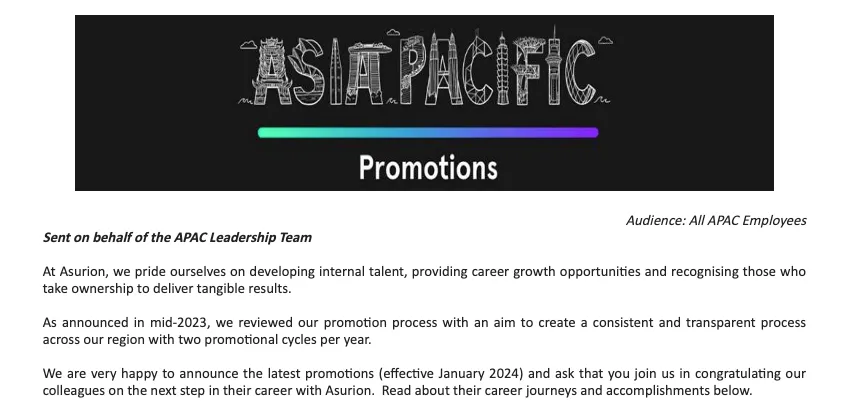 ASIA PACIFIC
Promotions
Audience: All APAC Employees
Sent on behalf of the APAC Leadership Team
At Asurion, we pride ourselves on developing internal talent, providing career growth opportunities and recognising those who
take ownership to deliver tangible results.
As announced in mid-2023, we reviewed our promotion process with an aim to create a consistent and transparent process
across our region with two promotional cycles per year.
We are very happy to announce the latest promotions (effective January 2024) and ask that you join us in congratulating our
colleagues on the next step in their career with Asurion.  Read about their career journeys and accomplishments below.